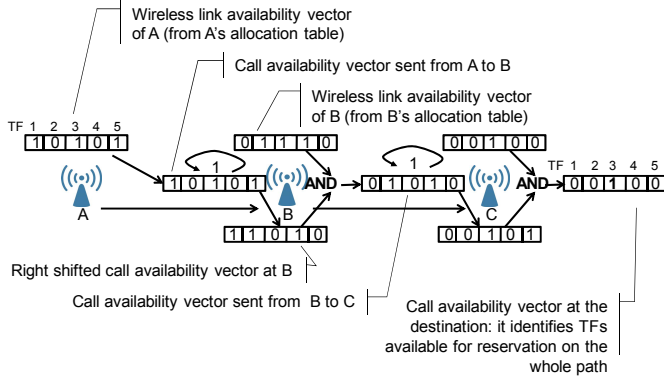 Wireless link availability vector
of A (from A's allocation table)
Call availability vector sent from A to B
Wireless link availability vector
of B (from B's allocation table)
TF 1 2 3 4 5
1 0 1 0 1
0 1 1 1 0
0 0 1 0 0
1
1
TF 1 2 3 4 5
1 0 1 0 1
AND
0 1 0 1 0
AND
0 0 1 0 0
A
B
C
1 1 0 1 0
0 0 1 0 1
Right shifted call availability vector at B
Call availability vector sent from B to C
Call availability vector at the
destination: it identifies TFs
available for reservation on the
whole path